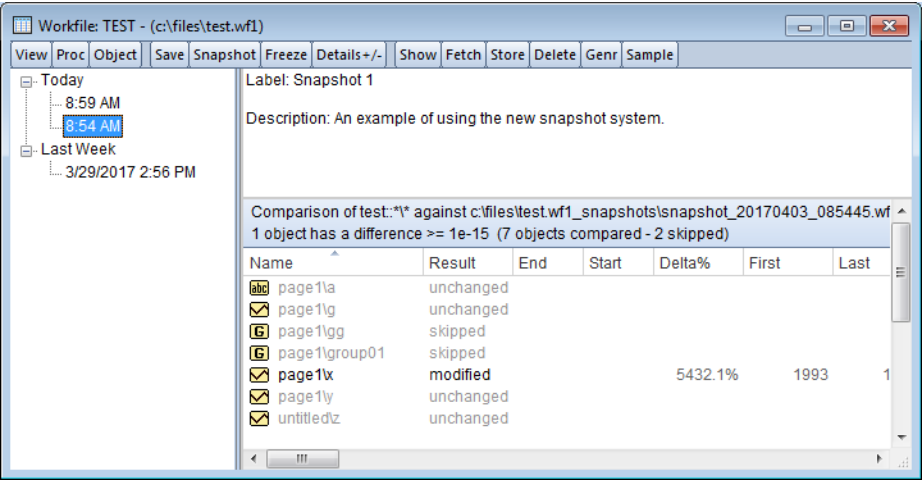 Workfile: TEST - (c:\files\test.wf1)
View Proc Object Save Snapshot Freeze Details+/- Show Fetch Store Delete Genr Sample
Today
8:59 AM
8:54 AM
Last Week
3/29/2017 2:56 PM
Label: Snapshot 1
Description: An example of using the new snapshot system.
Comparison of test::*\* against c:\files\test.wf1_snapshots\snapshot_20170403_085445.wf
1 object has a difference >= 1e-15 (7 objects compared - 2 skipped)
Name Result End Start Delta% First Last
abc page1\a unchanged
page1\g unchanged
G page1\gg skipped
G page1\group01 skipped
page1\x modified 5432.1% 1993 1
page1\y unchanged
untitled\z unchanged